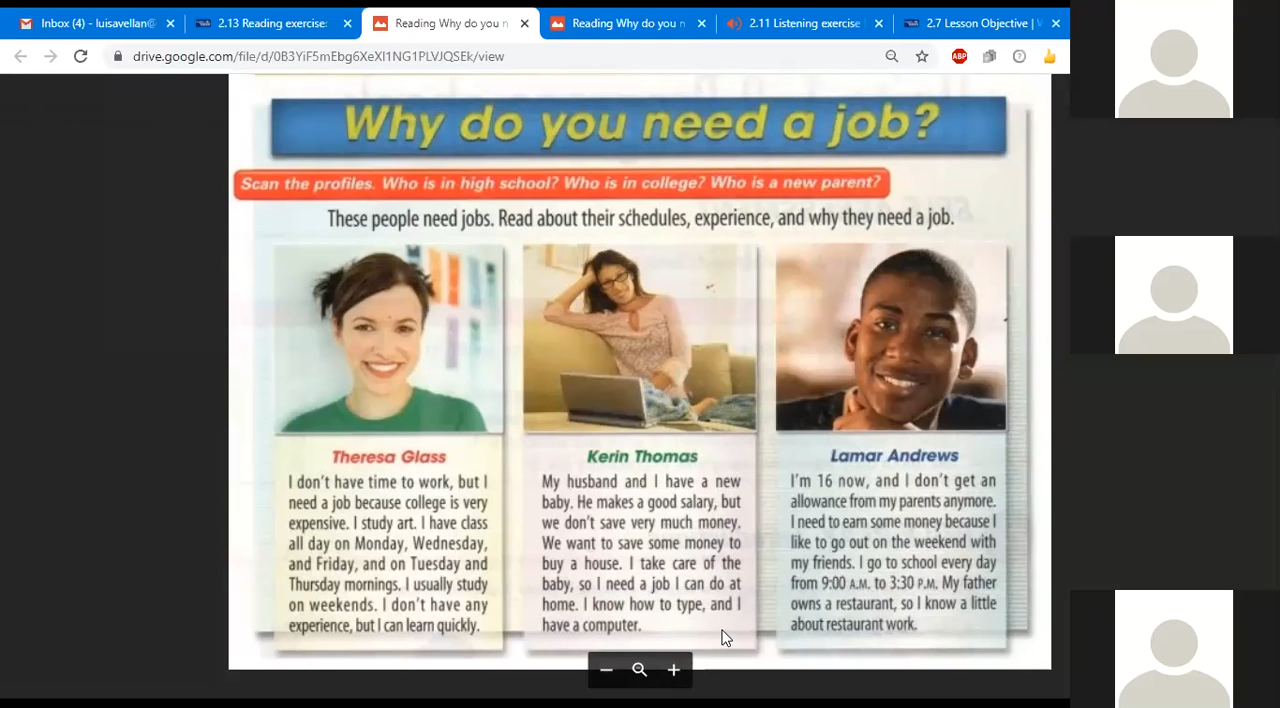 Inbox (4) - luisavellan@
2.13 Reading exercise:
Reading Why do you n
Reading Why do you n
2.11 Listening exercise
2.7 Lesson Objective |
drive.google.com/file/d/0B3YiF5mEbg6XeXl1NG1PLVJQSEk/view
ABP
Why do you need a job?
Scan the profiles. Who is in high school? Who is in college? Who is a new parent?
These people need jobs. Read about their schedules, experience, and why they need a job.
Theresa Glass
I don't have time to work, but I
need a job because college is very
expensive. I study art. I have class
all day on Monday, Wednesday,
and Friday, and on Tuesday and
Thursday mornings. I usually study
on weekends. I don't have any
experience, but I can learn quickly.
Kerin Thomas
My husband and I have a new
baby. He makes a good salary, but
we don't save very much money.
We want to save some money to
buy a house. I take care of the
baby, so I need a job I can do at
home. I know how to type, and I
have a computer.
Lamar Andrews
I'm 16 now, and I don't get an
allowance from my parents anymore.
I need to earn some money because I
like to go out on the weekend with
my friends. I go to school every day
from 9:00 A.M. to 3:30 P.M. My father
owns a restaurant, so I know a little
about restaurant work.